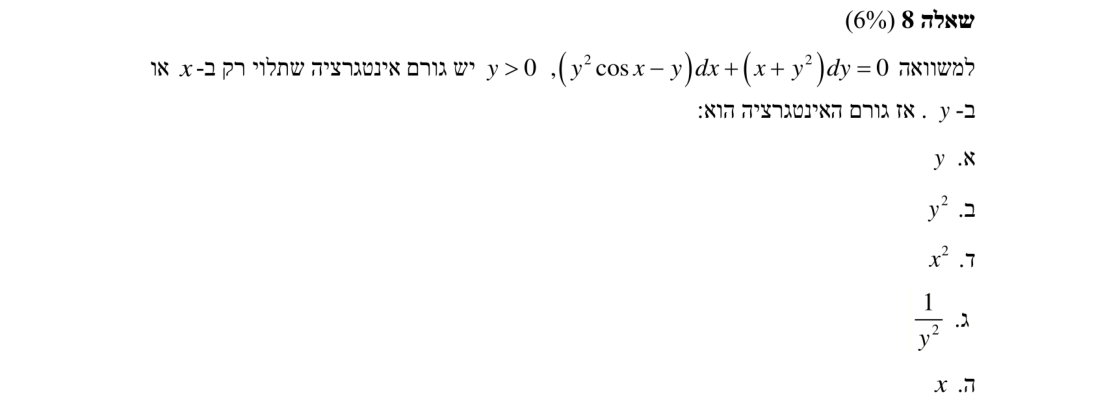 שאלה 8 (6%)
למשוואה (y² cos x − y)dx + (x + y²)dy = 0, y > 0 יש גורם אינטגרציה שתלוי רק ב- x או
ב- y . אז גורם האינטגרציה הוא:
א. y
ב. y²
ד. x²
ג. 1/y²
ה. x